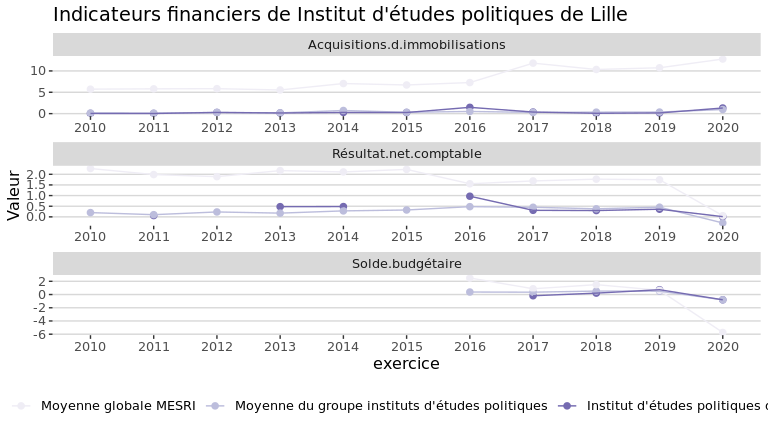 Indicateurs financiers de Institut d'études politiques de Lille
Acquisitions.d.immobilisations
10
5
0
2010 2011 2012 2013 2014 2015 2016 2017 2018 2019 2020
Résultat.net.comptable
Valeur
2.0
1.5
1.0
0.5
0.0
2010 2011 2012 2013 2014 2015 2016 2017 2018 2019 2020
Solde.budgétaire
2
0
-2
-4
-6
2010 2011 2012 2013 2014 2015 2016 2017 2018 2019 2020
exercice
Moyenne globale MESRI Moyenne du groupe instituts d'études politiques Institut d'études politiques